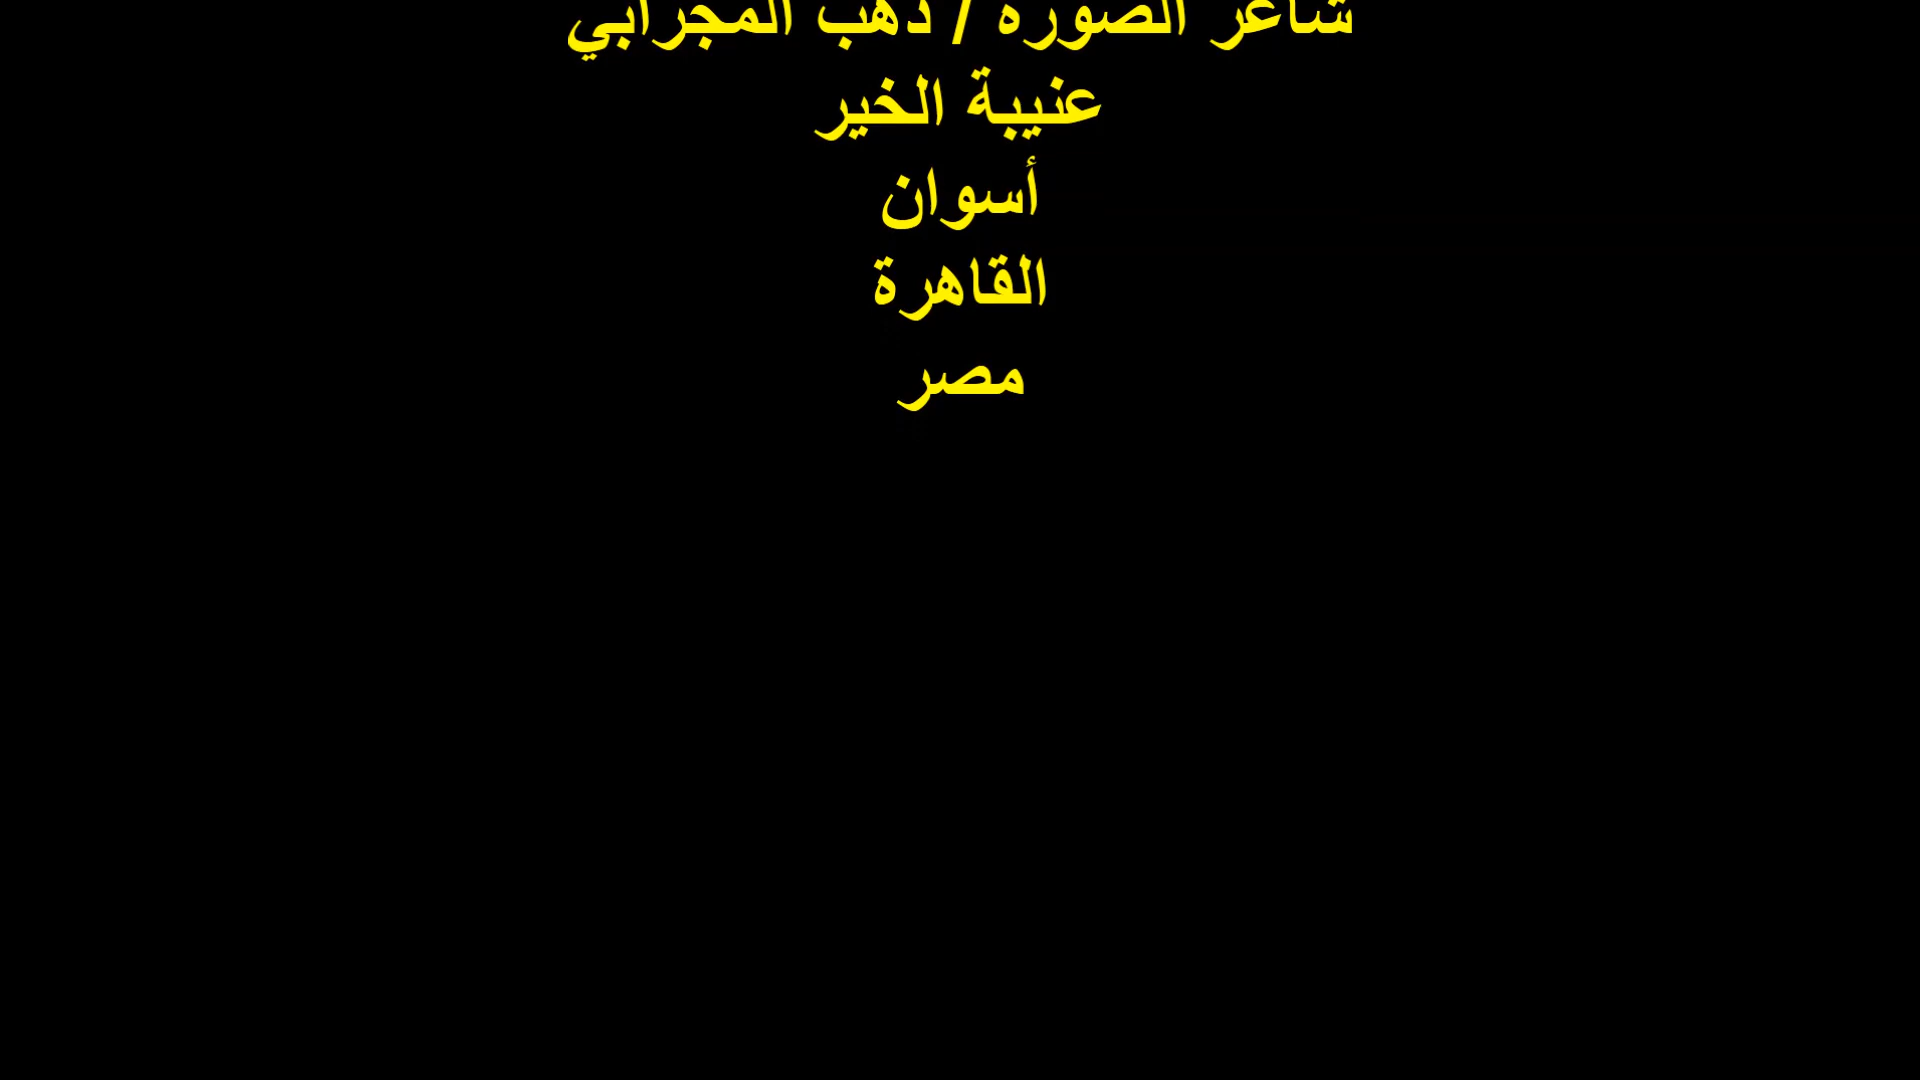 شاعر الصورة / ذهب المجرابي
عنيبة الخير
أسوان
القاهرة
مصر